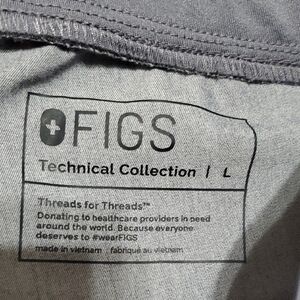 FIGS
Technical Collection | L
Threads for Threads™
Donating to healthcare providers in need
around the world. Because everyone
deserves to #wearFIGS
made in vietnam | fabriqué au vietnam